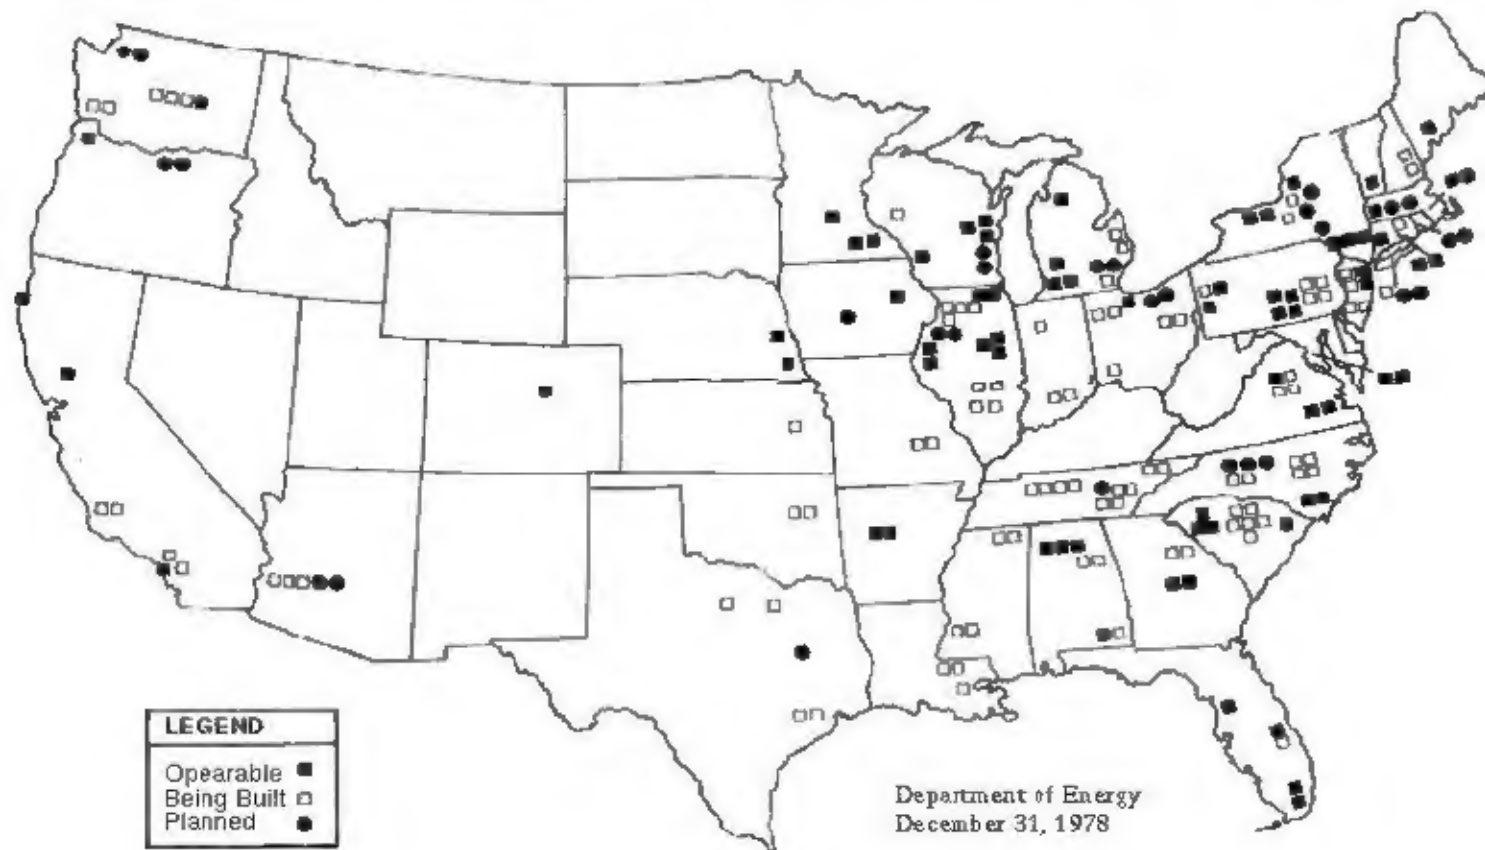 LEGEND
Opearable
Being Built
Planned
Department of Energy
December 31, 1978